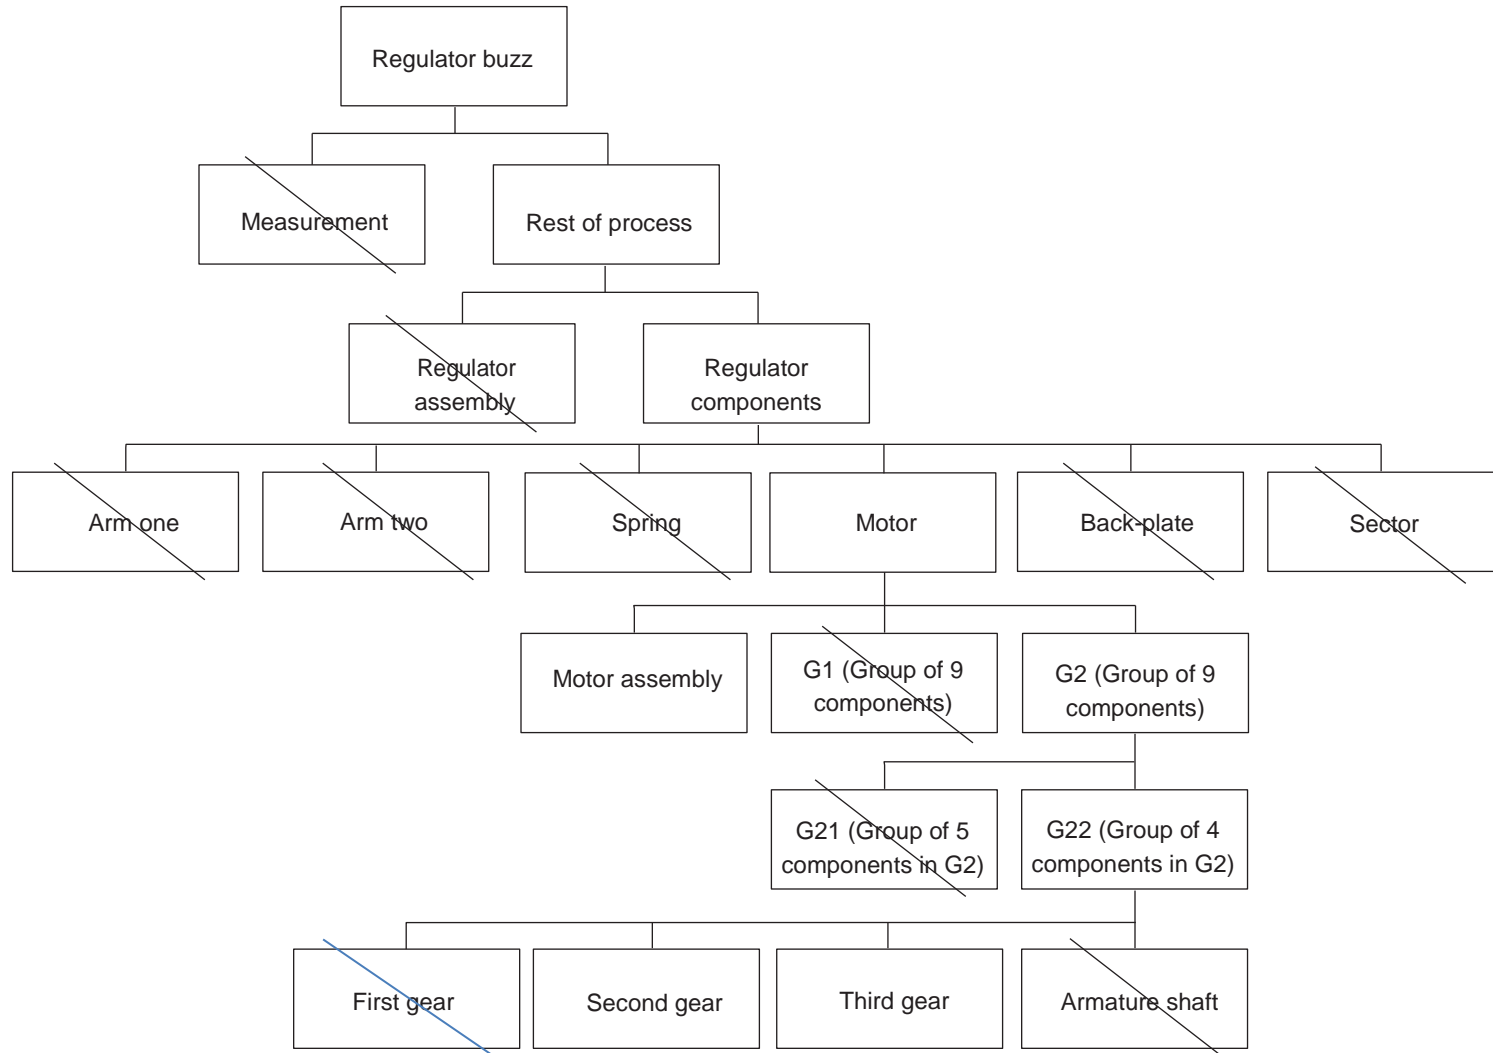 Regulator buzz
Measurement
Rest of process
Regulator
assembly
Regulator
components
Arm one
Arm two
Spring
Motor
Back-plate
Sector
Motor assembly
G1 (Group of 9
components)
G2 (Group of 9
components)
G21 (Group of 5
components in G2)
G22 (Group of 4
components in G2)
First gear
Second gear
Third gear
Armature shaft